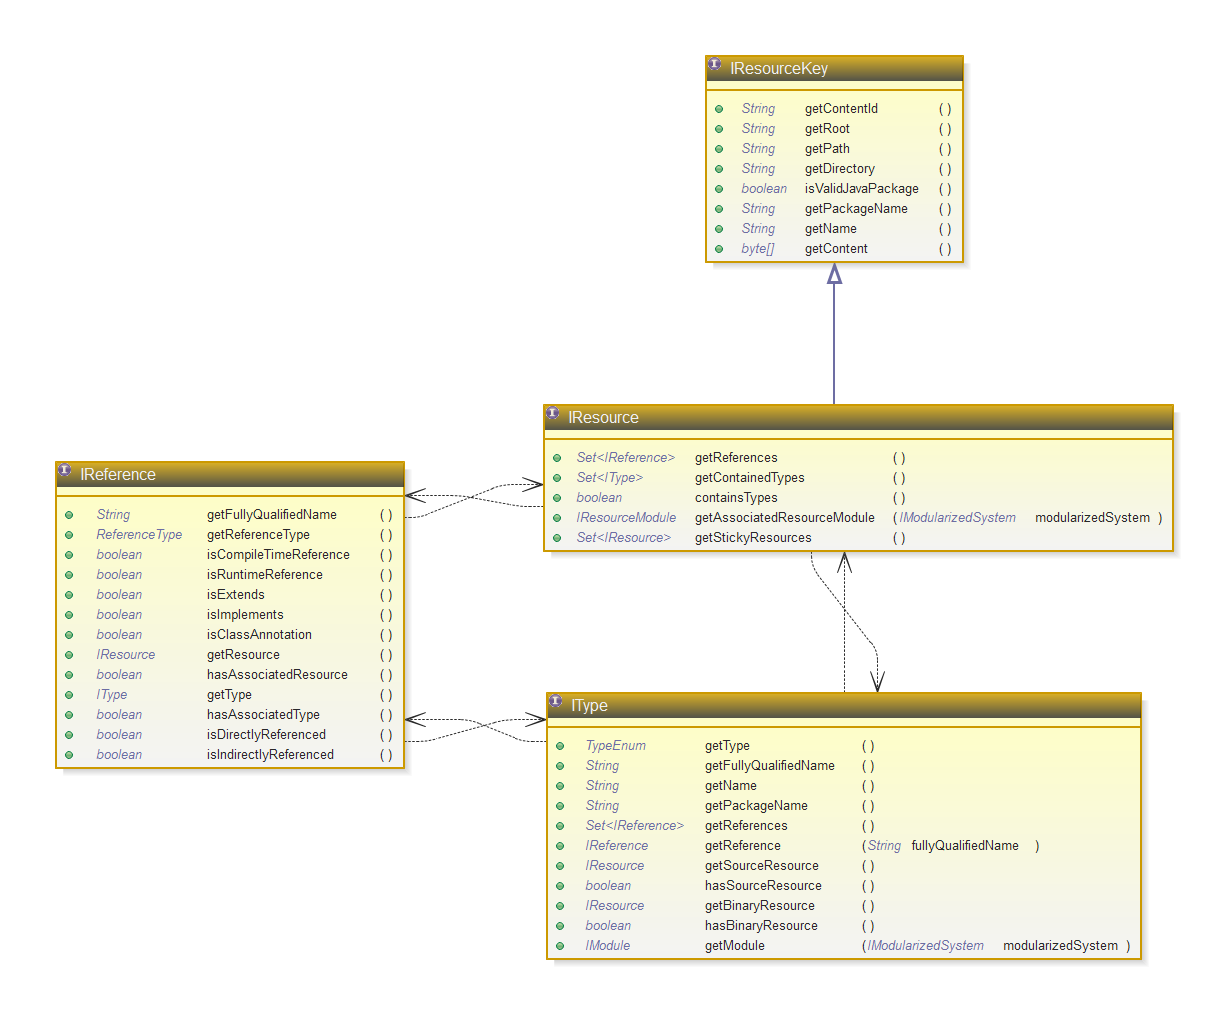 I IResourceKey
String getContentId ( )
String getRoot ( )
String getPath ( )
String getDirectory ( )
boolean isValidJavaPackage ( )
String getPackageName ( )
String getName ( )
byte[] getContent ( )
I IResource
Set<IReference> getReferences ( )
Set<IType> getContainedTypes ( )
boolean containsTypes ( )
IResourceModule getAssociatedResourceModule ( IModularizedSystem modularizedSystem )
Set<IResource> getStickyResources ( )
I IReference
String getFullyQualifiedName ( )
ReferenceType getReferenceType ( )
boolean isCompileTimeReference ( )
boolean isRuntimeReference ( )
boolean isExtends ( )
boolean isImplements ( )
boolean isClassAnnotation ( )
IResource getResource ( )
boolean hasAssociatedResource ( )
IType getType ( )
boolean hasAssociatedType ( )
boolean isDirectlyReferenced ( )
boolean isIndirectlyReferenced ( )
I IType
TypeEnum getType ( )
String getFullyQualifiedName ( )
String getName ( )
String getPackageName ( )
Set<IReference> getReferences ( )
IReference getReference ( String fullyQualifiedName )
IResource getSourceResource ( )
boolean hasSourceResource ( )
IResource getBinaryResource ( )
boolean hasBinaryResource ( )
IModule getModule ( IModularizedSystem modularizedSystem )